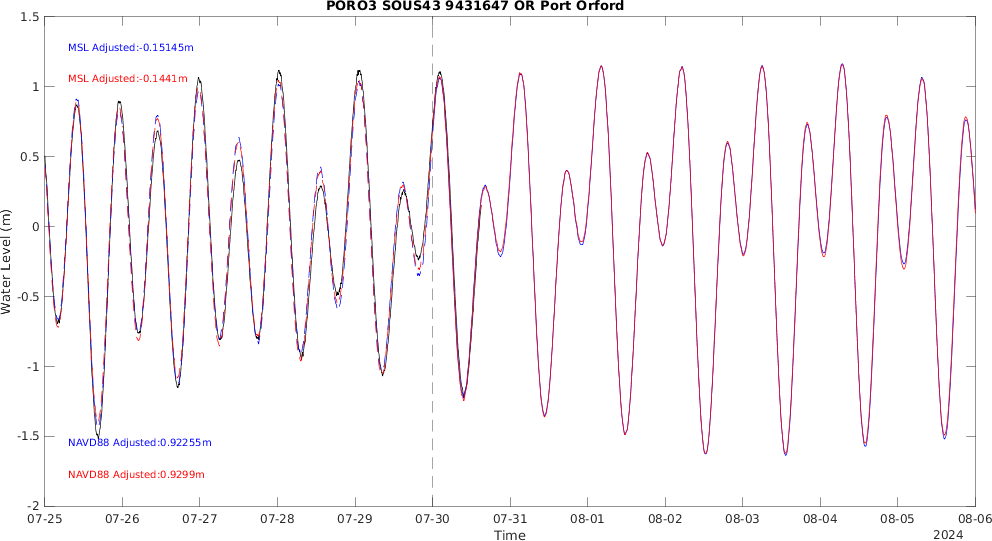 PORO3 SOUS43 9431647 OR Port Orford
1.5
MSL Adjusted:-0.15145m
MSL Adjusted:-0.1441m
1
0.5
0
-0.5
-1
-1.5
-2
Water Level (m)
NAVD88 Adjusted:0.92255m
NAVD88 Adjusted:0.9299m
07-25 07-26 07-27 07-28 07-29 07-30 07-31 08-01 08-02 08-03 08-04 08-05 08-06
Time
2024